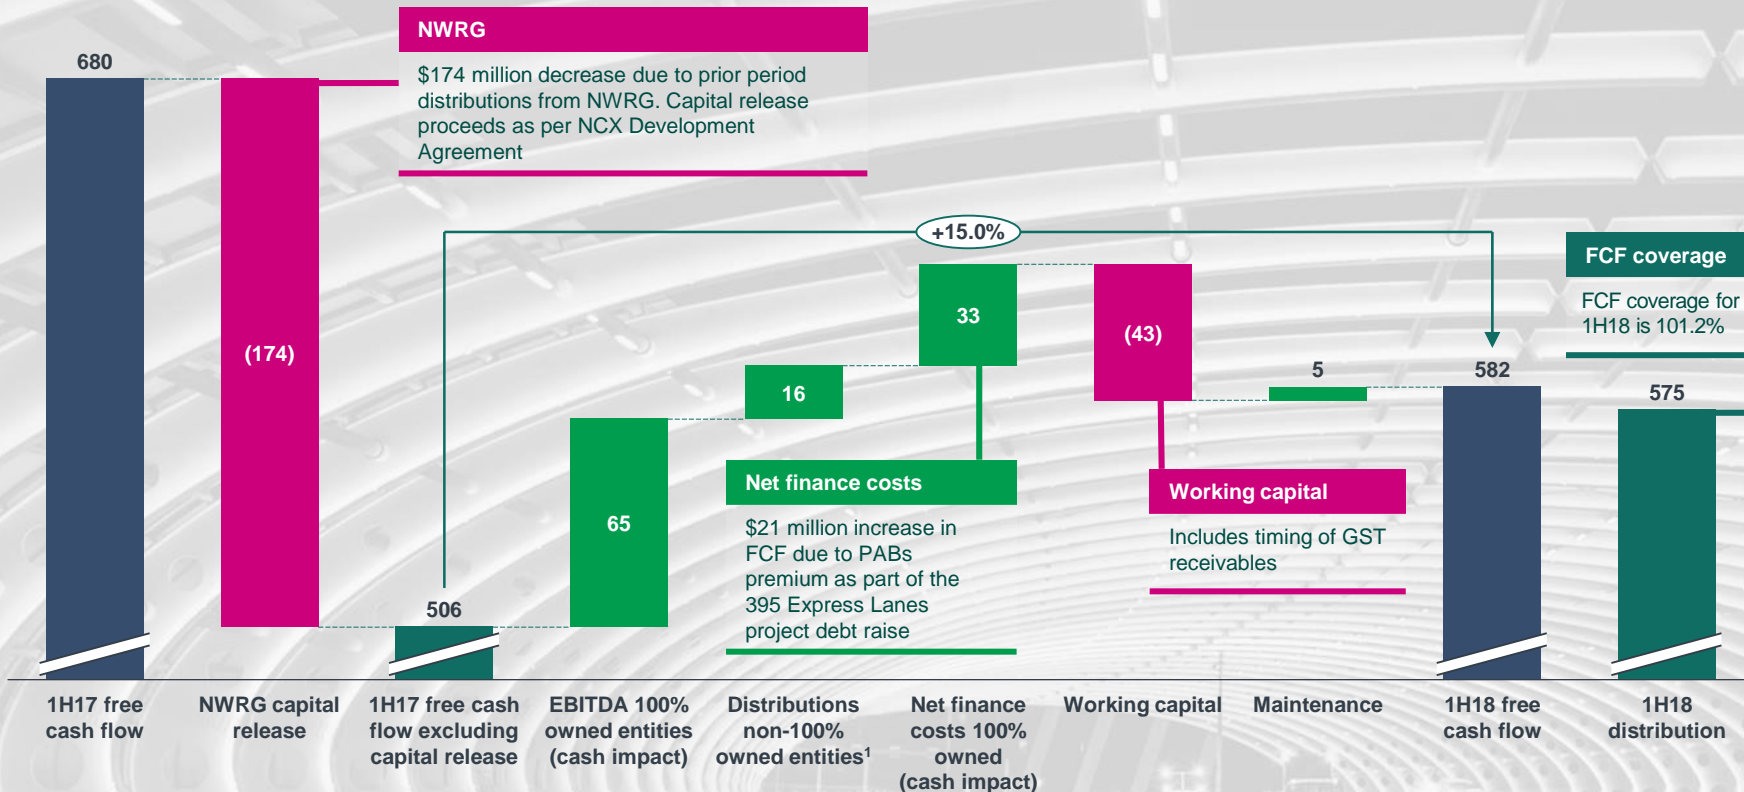 NWRG
680
$174 million decrease due to prior period
distributions from NWRG. Capital release
proceeds as per NCX Development
Agreement
+15.0%
FCF coverage
FCF coverage for
1H18 is 101.2%
33
(43)
(174)
5
582
16
575
Net finance costs
$21 million increase in
FCF due to PABs
premium as part of the
395 Express Lanes
project debt raise
Working capital
Includes timing of GST
receivables
65
506
1H17 free
cash flow
NWRG capital
release
1H17 free cash
flow excluding
capital release
EBITDA 100%
owned entities
(cash impact)
Distributions
non-100%
owned entities¹
Net finance
costs 100%
owned
(cash impact)
Working capital
Maintenance
1H18 free
cash flow
1H18
distribution